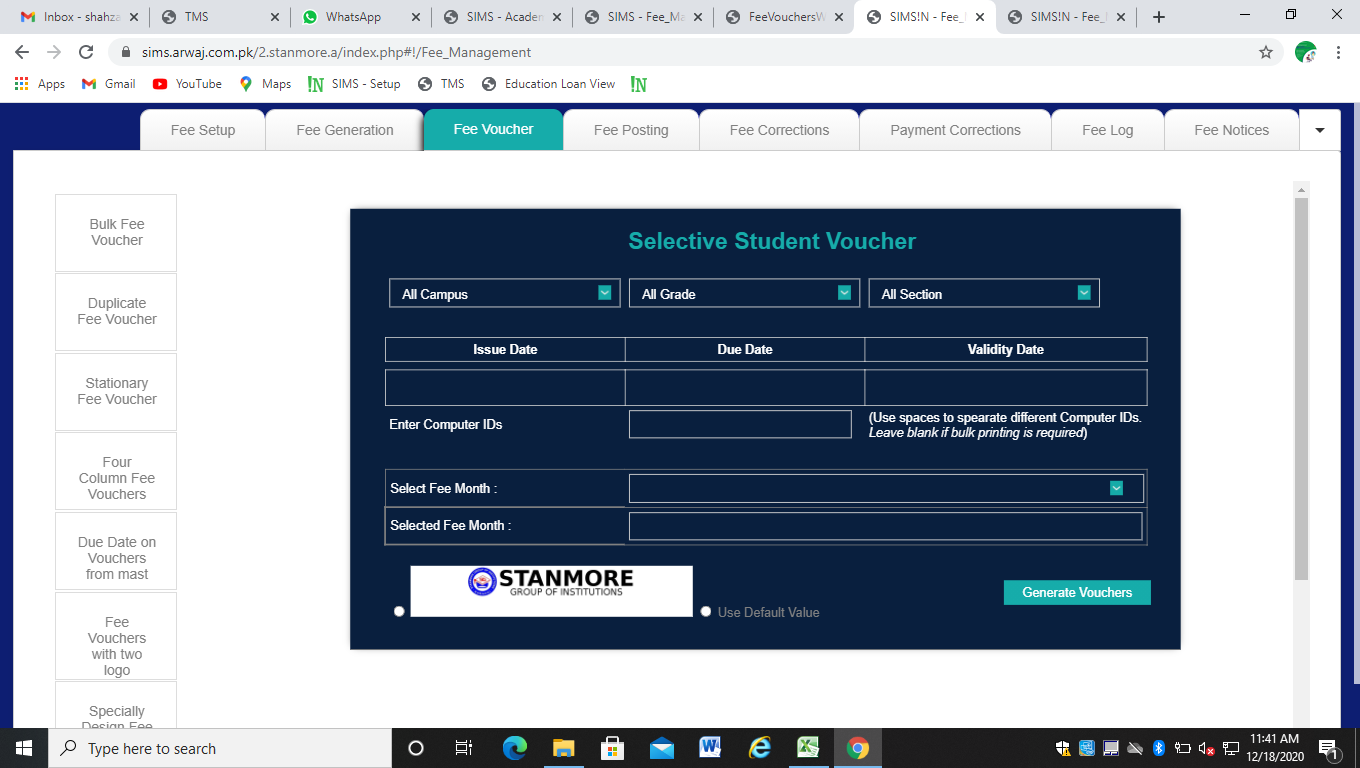 Inbox - shahza
TMS
WhatsApp
SIMS - Academ
SIMS - Fee_Ma
FeeVouchersW
SIMS!N - Fee_
SIMS!N - Fee_
sims.arwaj.com.pk/2.stanmore.a/index.php#!/Fee_Management
Apps
Gmail
YouTube
Maps
SIMS - Setup
TMS
Education Loan View
Fee Setup
Fee Generation
Fee Voucher
Fee Posting
Fee Corrections
Payment Corrections
Fee Log
Fee Notices
Bulk Fee
Voucher
Duplicate
Fee Voucher
Stationary
Fee Voucher
Four
Column Fee
Vouchers
Due Date on
Vouchers
from mast
Fee
Vouchers
with two
logo
Specially
Design Fee
Selective Student Voucher
All Campus
All Grade
All Section
Issue Date
Due Date
Validity Date
Enter Computer IDs
(Use spaces to spearate different Computer IDs.
Leave blank if bulk printing is required)
Select Fee Month :
Selected Fee Month :
STANMORE
GROUP OF INSTITUTIONS
Use Default Value
Generate Vouchers
Type here to search
11:41 AM
12/18/2020
1